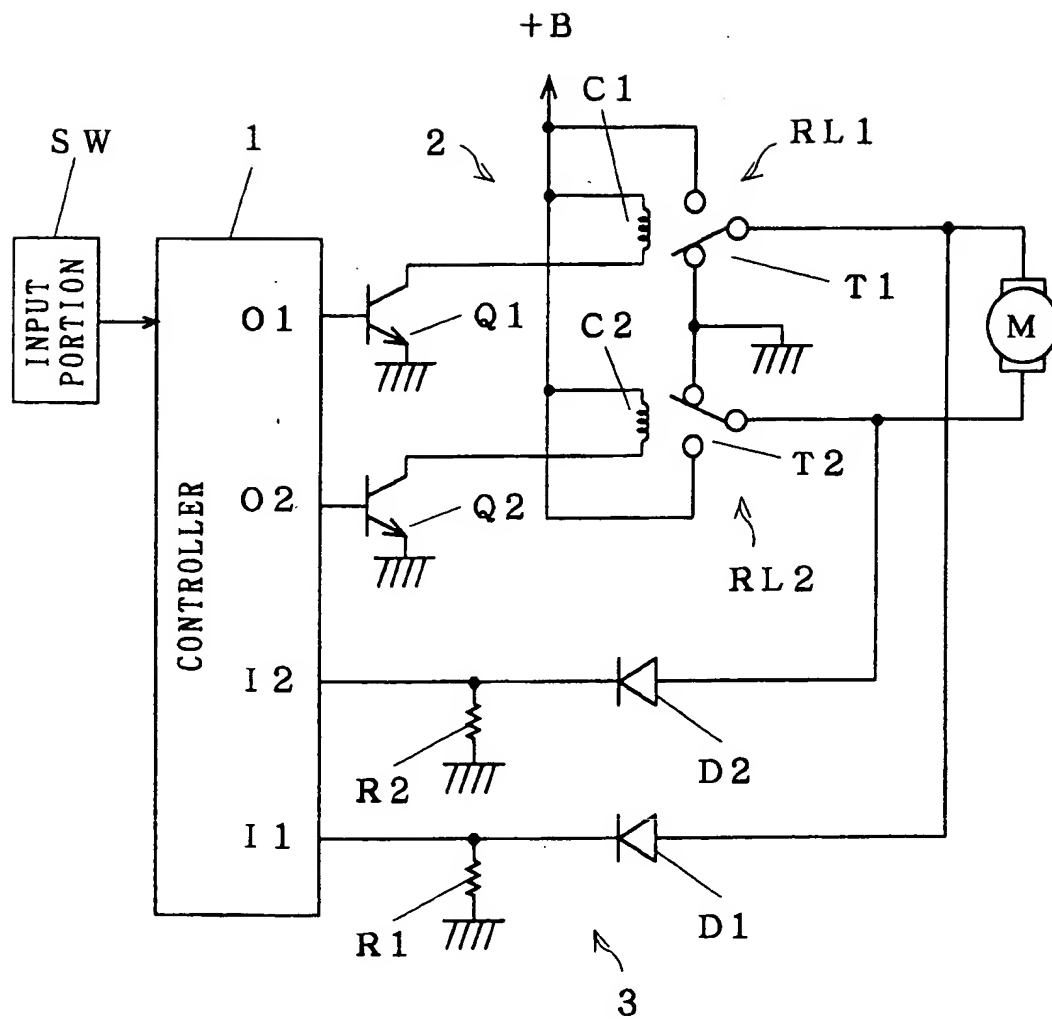 +B
C1
SW
1
2
RL1
INPUT
PORTION
O1
Q1
T1
C2
M
O2
Q2
T2
RL2
CONTROLLER
I2
R2
D2
I1
R1
D1
3